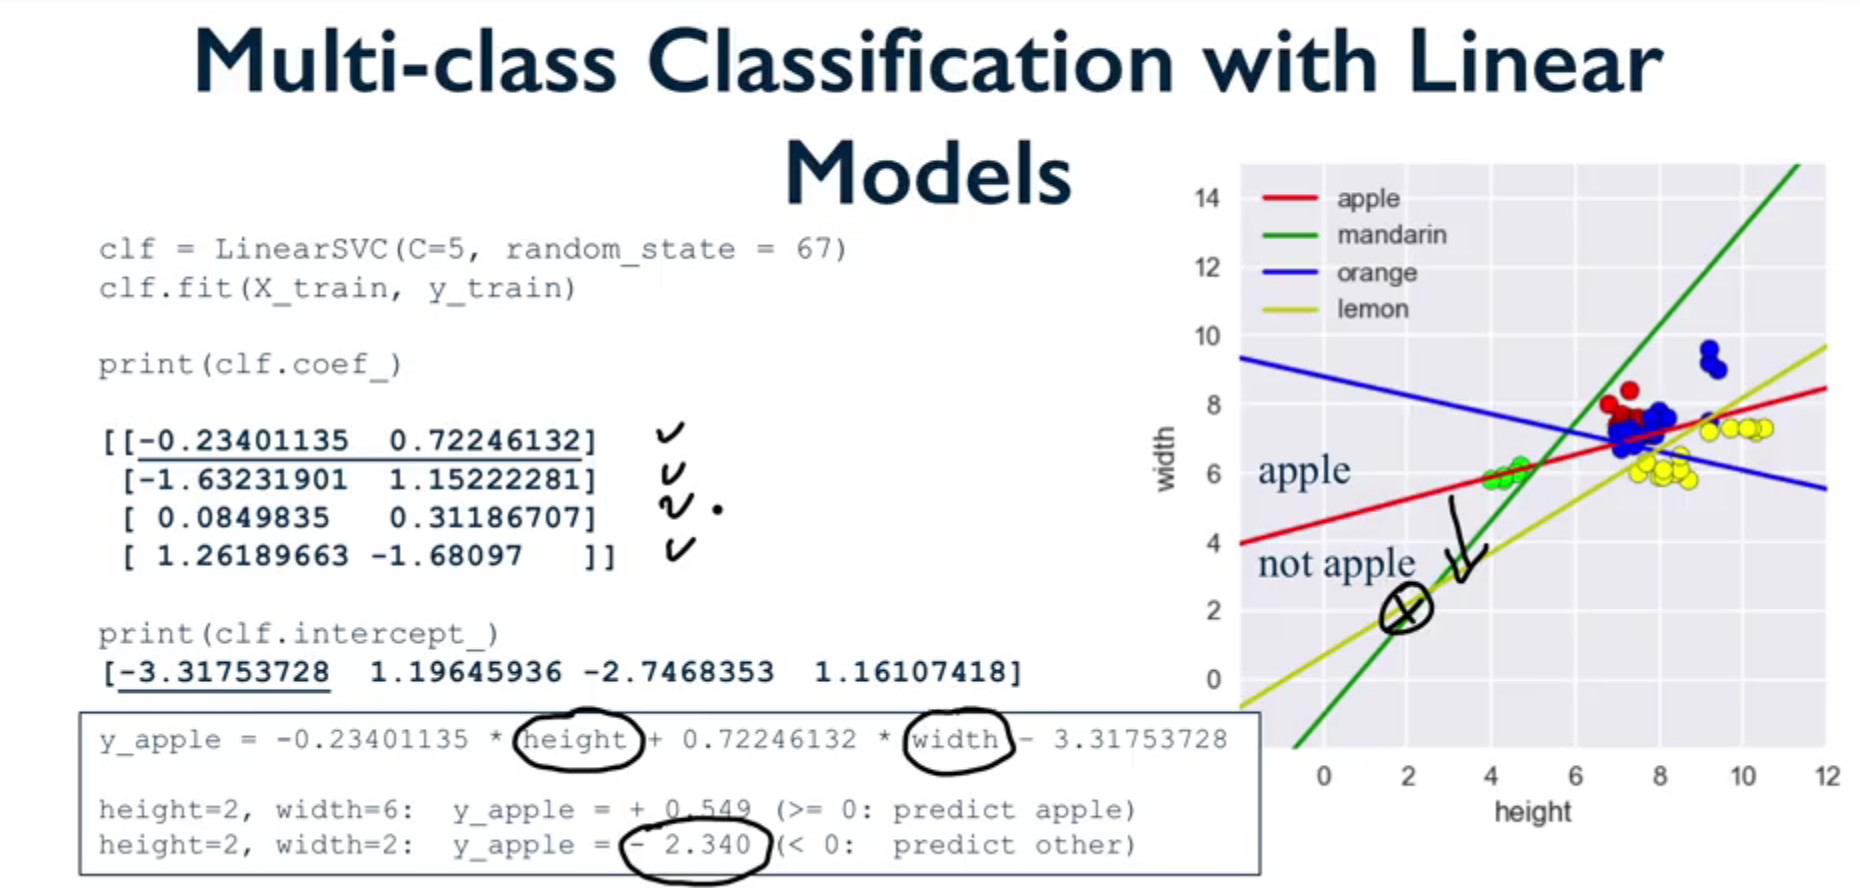 Multi-class Classification with Linear
Models
clf = LinearSVC(C=5, random_state = 67)
clf.fit(X_train, y_train)
print(clf.coef_)
[[-0.23401135 0.72246132]
[-1.63231901 1.15222281]
[ 0.0849835 0.31186707]
[ 1.26189663 -1.68097 ]]
print(clf.intercept_)
[-3.31753728 1.19645936 -2.7468353 1.16107418]
y_apple = -0.23401135 * height + 0.72246132 * width - 3.31753728
height=2, width=6: y_apple = + 0.549 (>= 0: predict apple)
height=2, width=2: y_apple = - 2.340 (< 0: predict other)
apple
mandarin
orange
lemon
14
12
10
8
6
4
2
0
width
apple
not apple
0 2 4 6 8 10 12
height